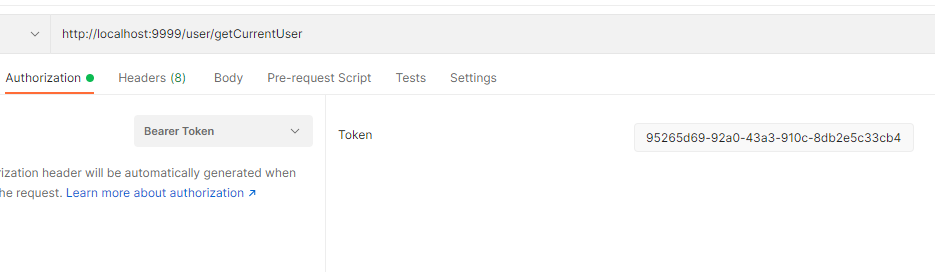 http://localhost:9999/user/getCurrentUser
Authorization Headers (8) Body Pre-request Script Tests Settings
Bearer Token
Token
95265d69-92a0-43a3-910c-8db2e5c33cb4
rization header will be automatically generated when
he request. Learn more about authorization ↗